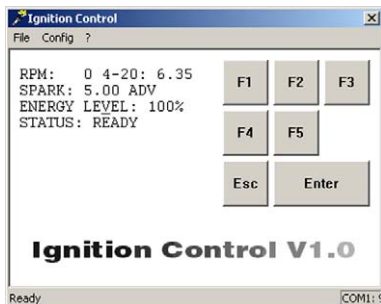 Ignition Control
File Config ?
RPM: 0 4-20: 6.35
SPARK: 5.00 ADV
ENERGY LEVEL: 100%
STATUS: READY
F1 F2 F3
F4 F5
Esc Enter
Ignition Control V1.0
Ready COM1: